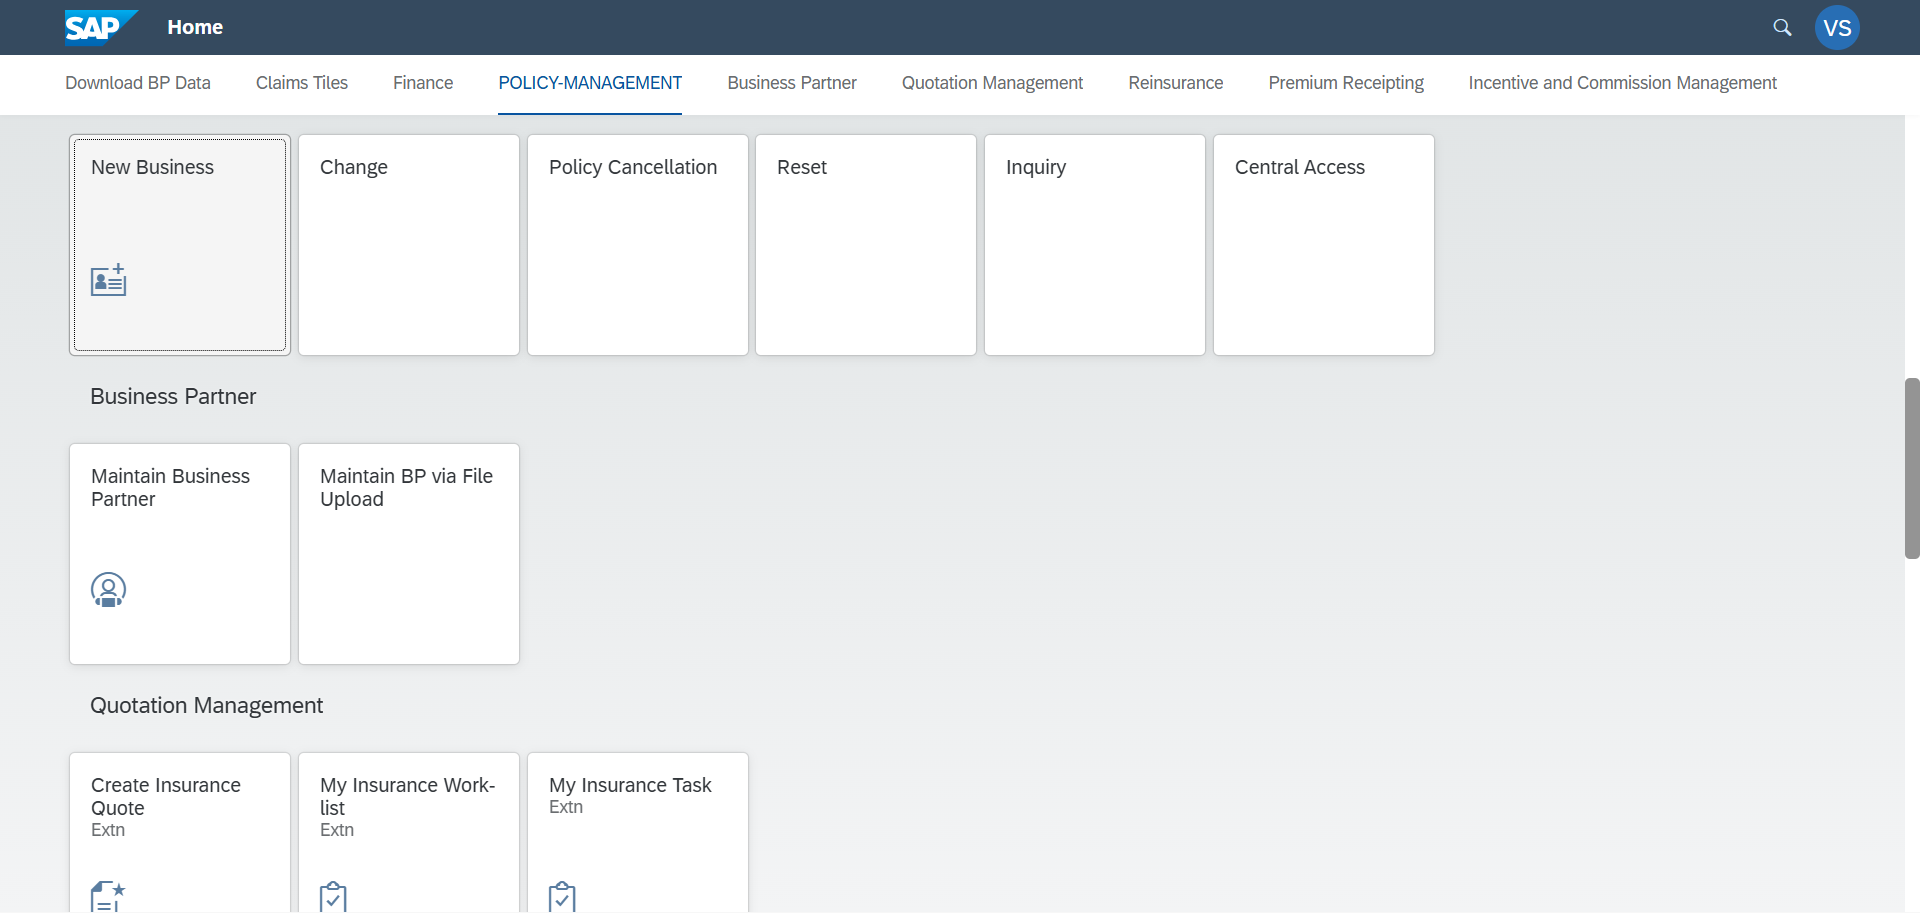 SAP Home VS
Download BP Data Claims Tiles Finance POLICY-MANAGEMENT Business Partner Quotation Management Reinsurance Premium Receipting Incentive and Commission Management
New Business Change Policy Cancellation Reset Inquiry Central Access
Business Partner
Maintain Business
Partner
Maintain BP via File
Upload
Quotation Management
Create Insurance
Quote
Extn
My Insurance Work-
list
Extn
My Insurance Task
Extn